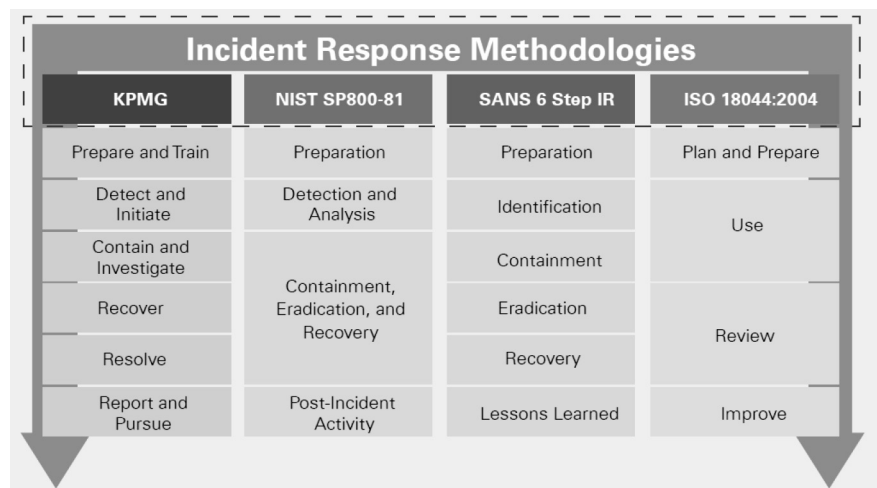 Incident Response Methodologies
KPMG
NIST SP800-81
SANS 6 Step IR
ISO 18044:2004
Prepare and Train
Preparation
Preparation
Plan and Prepare
Detect and
Initiate
Detection and
Analysis
Identification
Use
Contain and
Investigate
Containment,
Eradication, and
Recovery
Containment
Recover
Eradication
Review
Resolve
Recovery
Report and
Pursue
Post-Incident
Activity
Lessons Learned
Improve